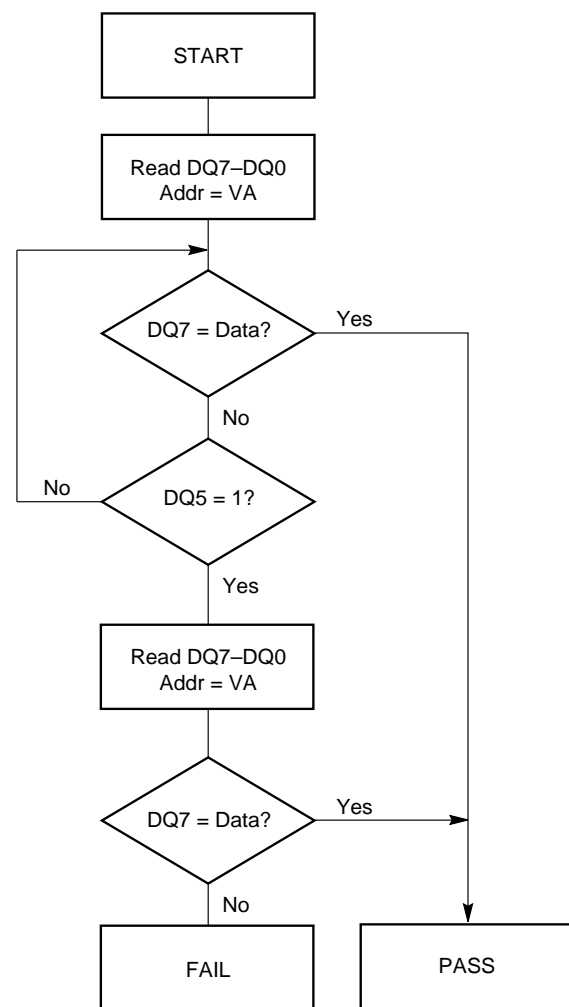 START
Read DQ7–DQ0
Addr = VA
DQ7 = Data?
Yes
No
No
DQ5 = 1?
Yes
Read DQ7–DQ0
Addr = VA
DQ7 = Data?
Yes
No
FAIL
PASS